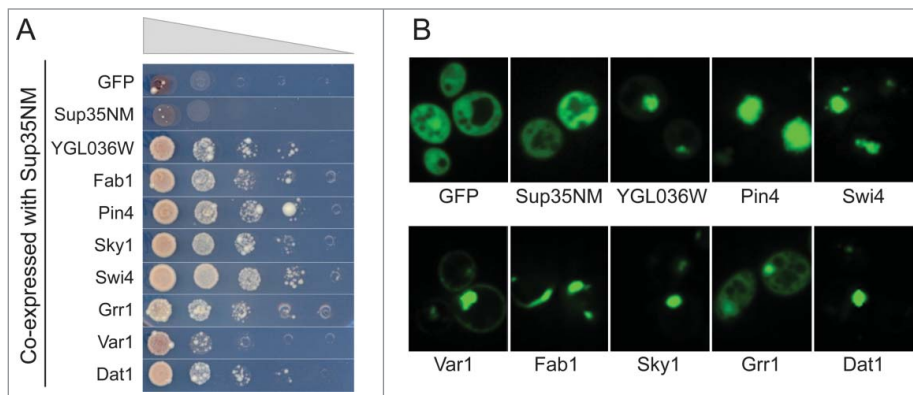 A
Co-expressed with Sup35NM
GFP
Sup35NM
YGL036W
Fab1
Pin4
Sky1
Swi4
Grr1
Var1
Dat1
B
GFP Sup35NM YGL036W Pin4 Swi4
Var1 Fab1 Sky1 Grr1 Dat1